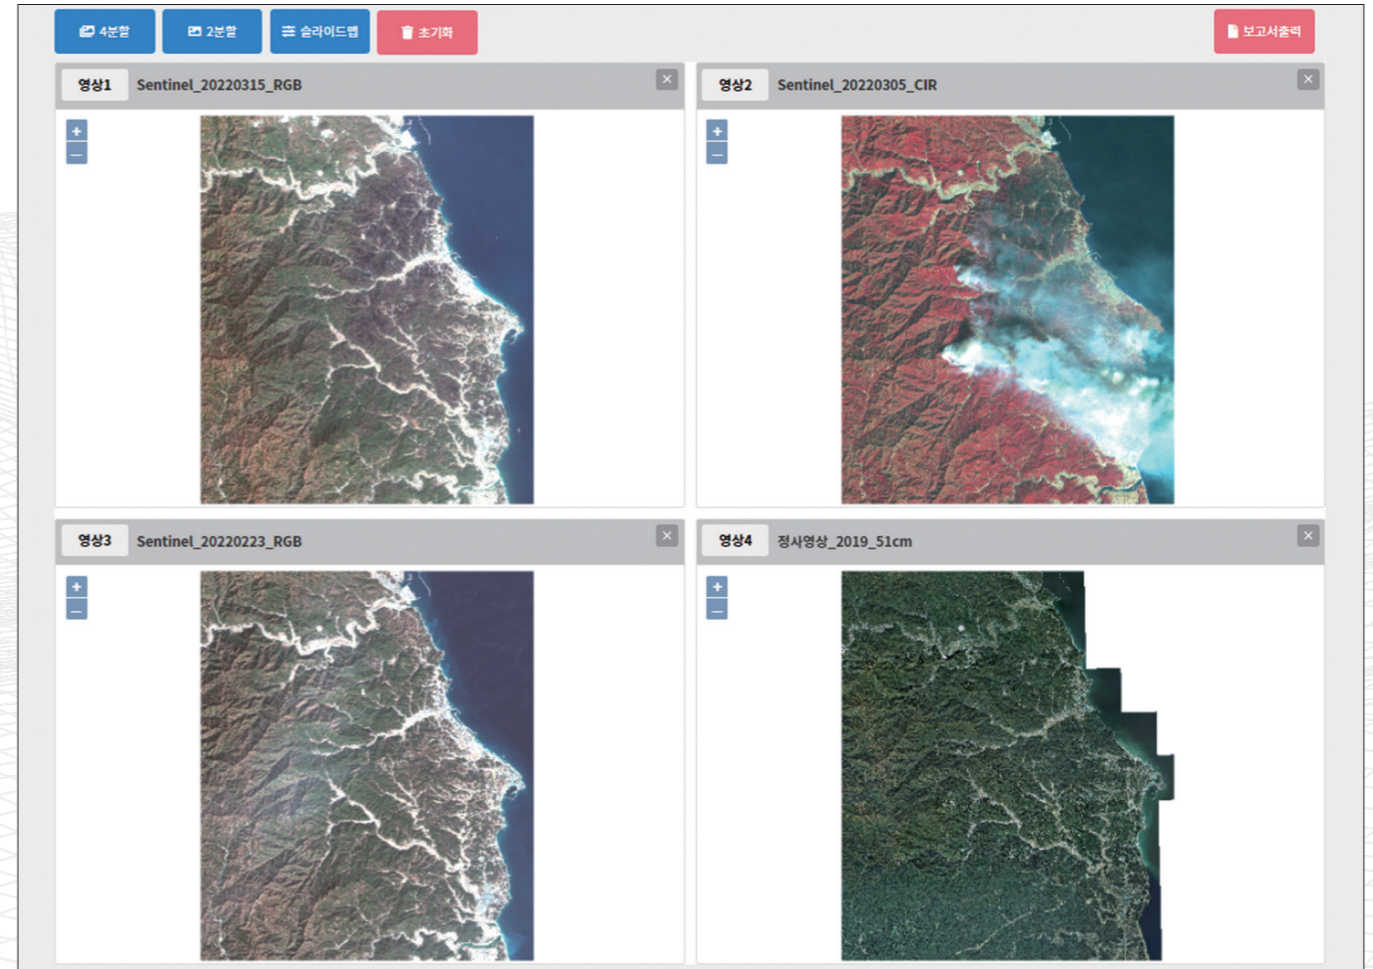 4분할
2분할
슬라이드맵
초기화
보고서출력
영상1 Sentinel_20220315_RGB
영상2 Sentinel_20220305_CIR
영상3 Sentinel_20220223_RGB
영상4 정사영상_2019_51cm